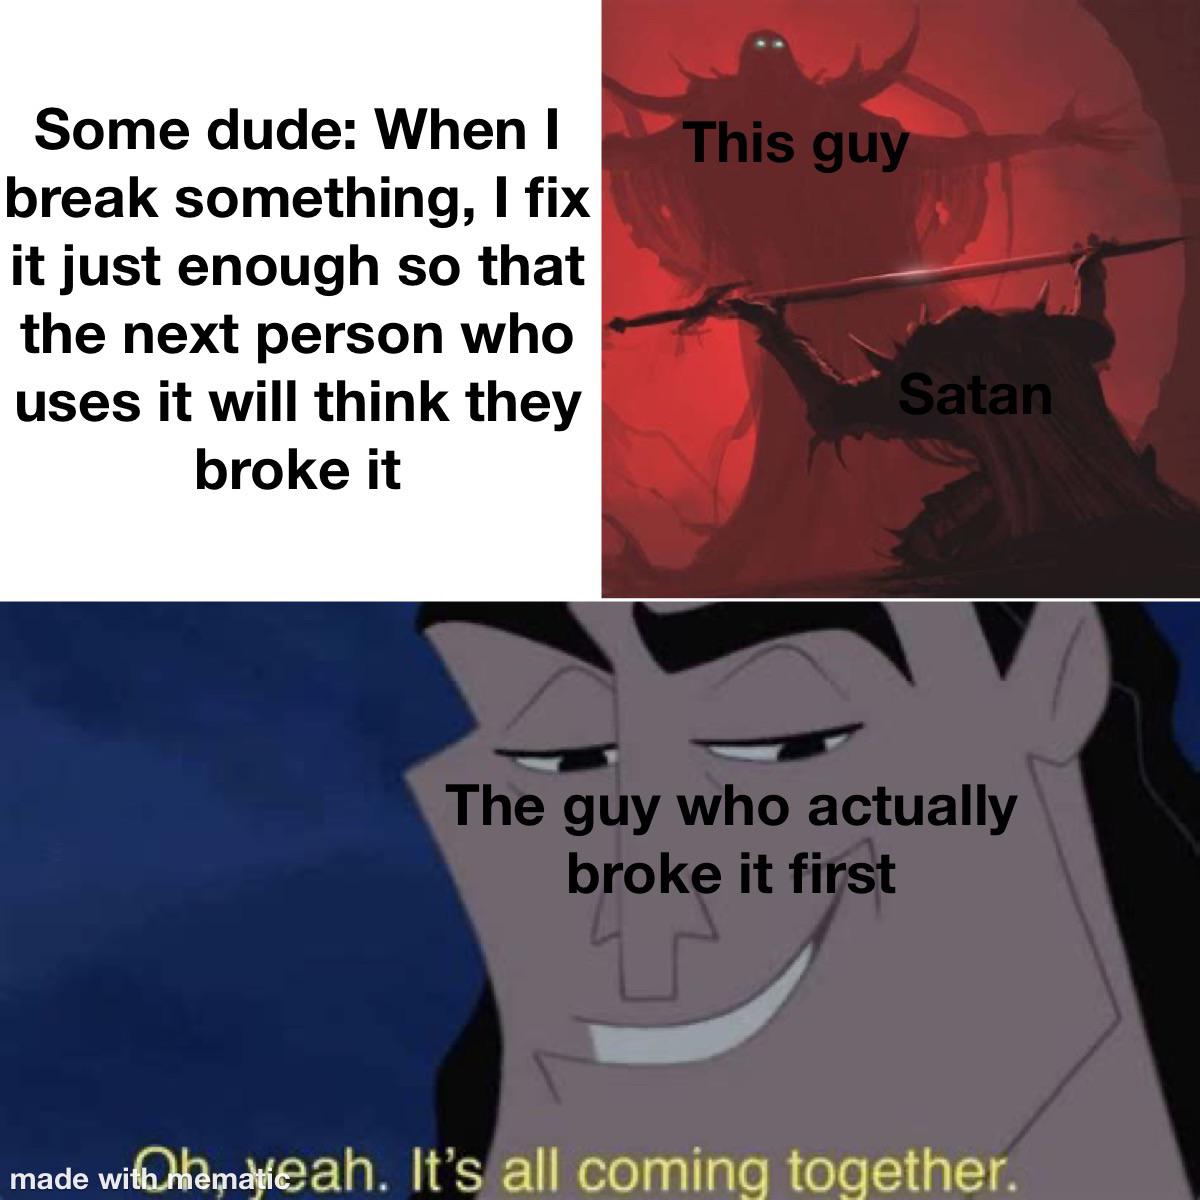 Some dude: When I
break something, I fix
it just enough so that
the next person who
uses it will think they
broke it
This guy
Satan
The guy who actually
broke it first
Oh, yeah. It's all coming together.
made with mematic